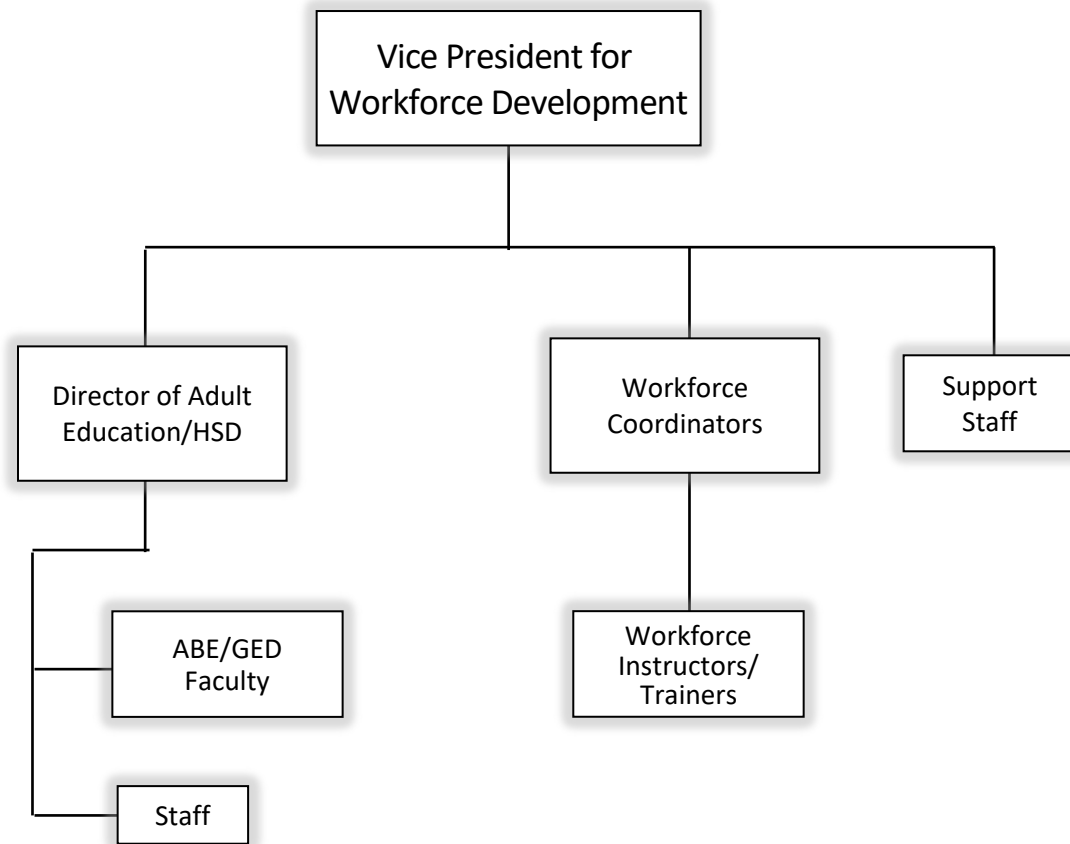 Vice President for
Workforce Development
Director of Adult
Education/HSD
Workforce
Coordinators
Support
Staff
ABE/GED
Faculty
Workforce
Instructors/
Trainers
Staff